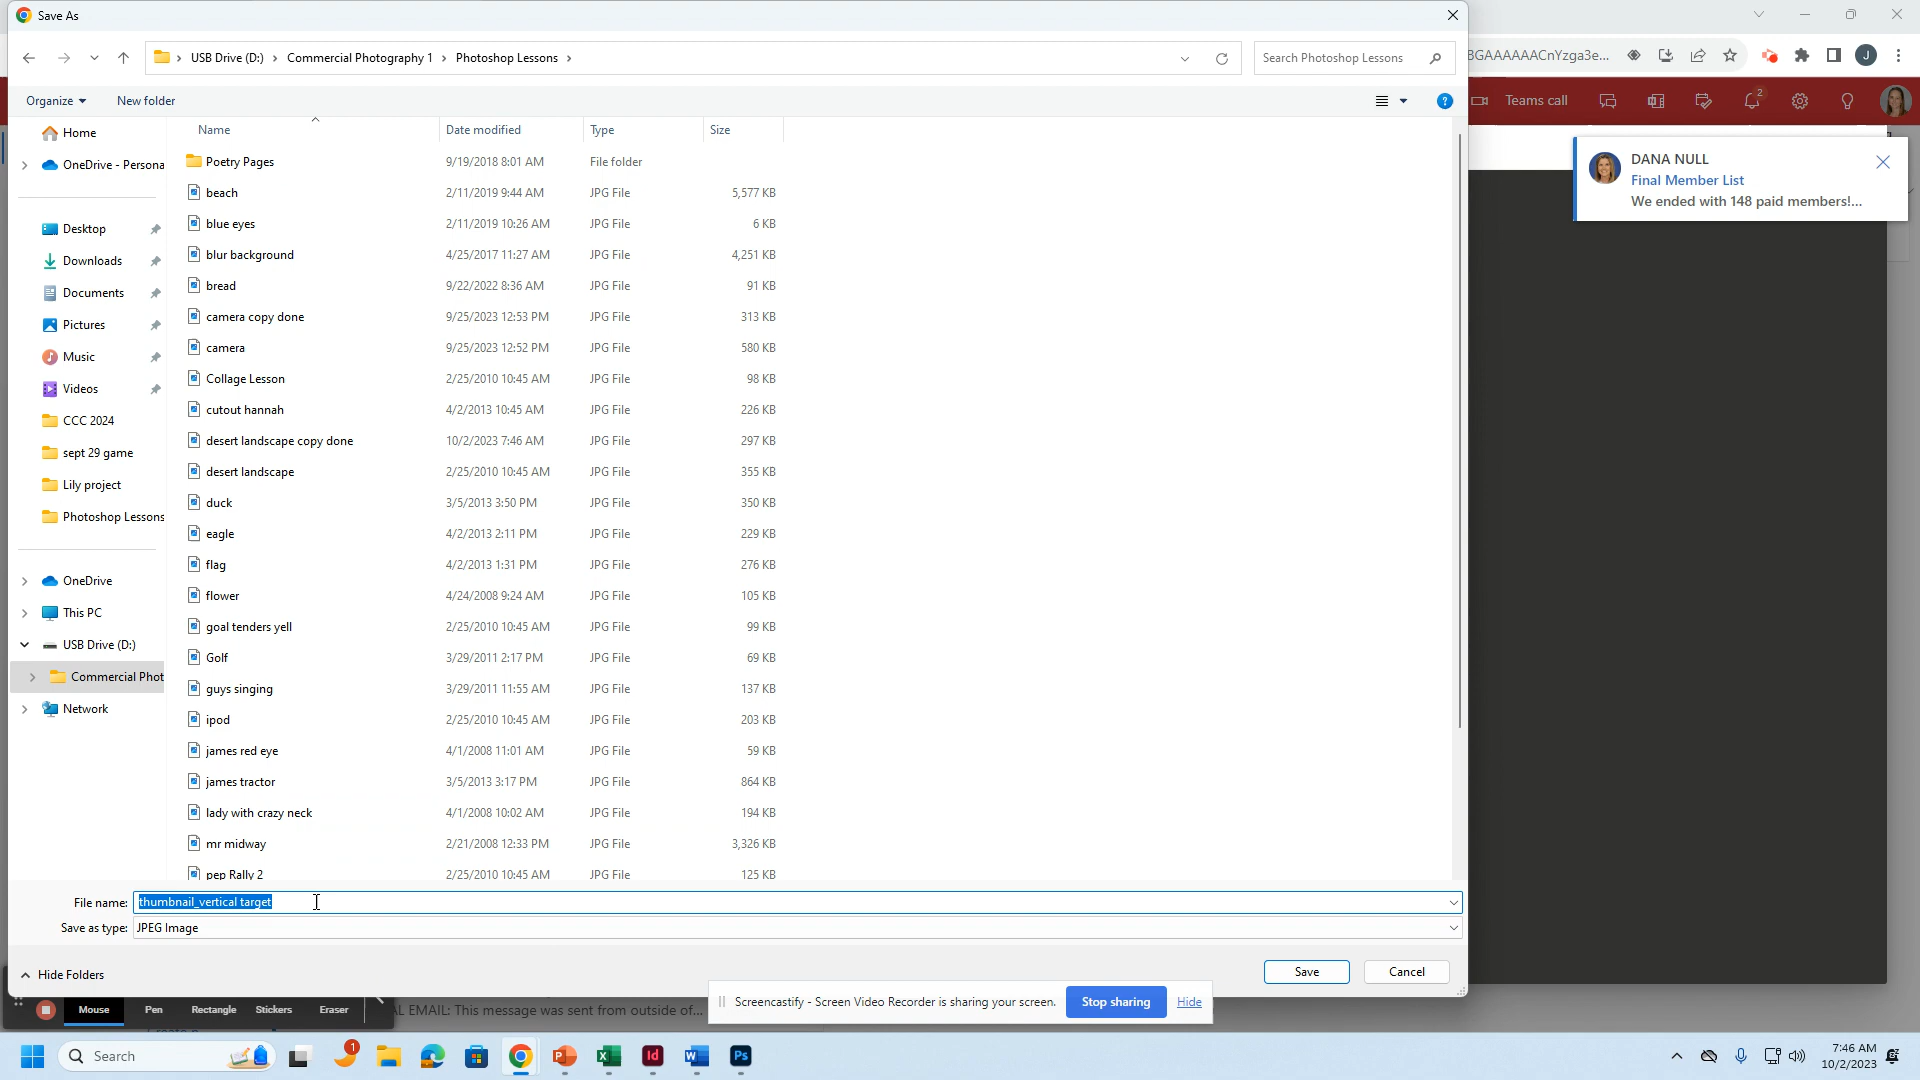 Save As
USB Drive (D:) › Commercial Photography 1 › Photoshop Lessons ›
Search Photoshop Lessons
3GAAAAAACnYzga3e...
J
Organize
New folder
?
Teams call
2
Home
OneDrive - Persona
Desktop
Downloads
Documents
Pictures
Music
Videos
CCC 2024
sept 29 game
Lily project
Photoshop Lessons
OneDrive
This PC
USB Drive (D:)
Commercial Phot
Network
Name Date modified Type Size
Poetry Pages 9/19/2018 8:01 AM File folder
beach 2/11/2019 9:44 AM JPG File 5,577 KB
blue eyes 2/11/2019 10:26 AM JPG File 6 KB
blur background 4/25/2017 11:27 AM JPG File 4,251 KB
bread 9/22/2022 8:36 AM JPG File 91 KB
camera copy done 9/25/2023 12:53 PM JPG File 313 KB
camera 9/25/2023 12:52 PM JPG File 580 KB
Collage Lesson 2/25/2010 10:45 AM JPG File 98 KB
cutout hannah 4/2/2013 10:45 AM JPG File 226 KB
desert landscape copy done 10/2/2023 7:46 AM JPG File 297 KB
desert landscape 2/25/2010 10:45 AM JPG File 355 KB
duck 3/5/2013 3:50 PM JPG File 350 KB
eagle 4/2/2013 2:11 PM JPG File 229 KB
flag 4/2/2013 1:31 PM JPG File 276 KB
flower 4/24/2008 9:24 AM JPG File 105 KB
goal tenders yell 2/25/2010 10:45 AM JPG File 99 KB
Golf 3/29/2011 2:17 PM JPG File 69 KB
guys singing 3/29/2011 11:55 AM JPG File 137 KB
ipod 2/25/2010 10:45 AM JPG File 203 KB
james red eye 4/1/2008 11:01 AM JPG File 59 KB
james tractor 3/5/2013 3:17 PM JPG File 864 KB
lady with crazy neck 4/1/2008 10:02 AM JPG File 194 KB
mr midway 2/21/2008 12:33 PM JPG File 3,326 KB
pep Rally 2 2/25/2010 10:45 AM JPG File 125 KB
DANA NULL
Final Member List
We ended with 148 paid members!...
File name: thumbnail_vertical target
Save as type: JPEG Image
Hide Folders
Save
Cancel
Mouse Pen Rectangle Stickers Eraser
AL EMAIL: This message was sent from outside of...
Screencastify - Screen Video Recorder is sharing your screen.
Stop sharing
Hide
Search
1
Id
W
Ps
7:46 AM
10/2/2023